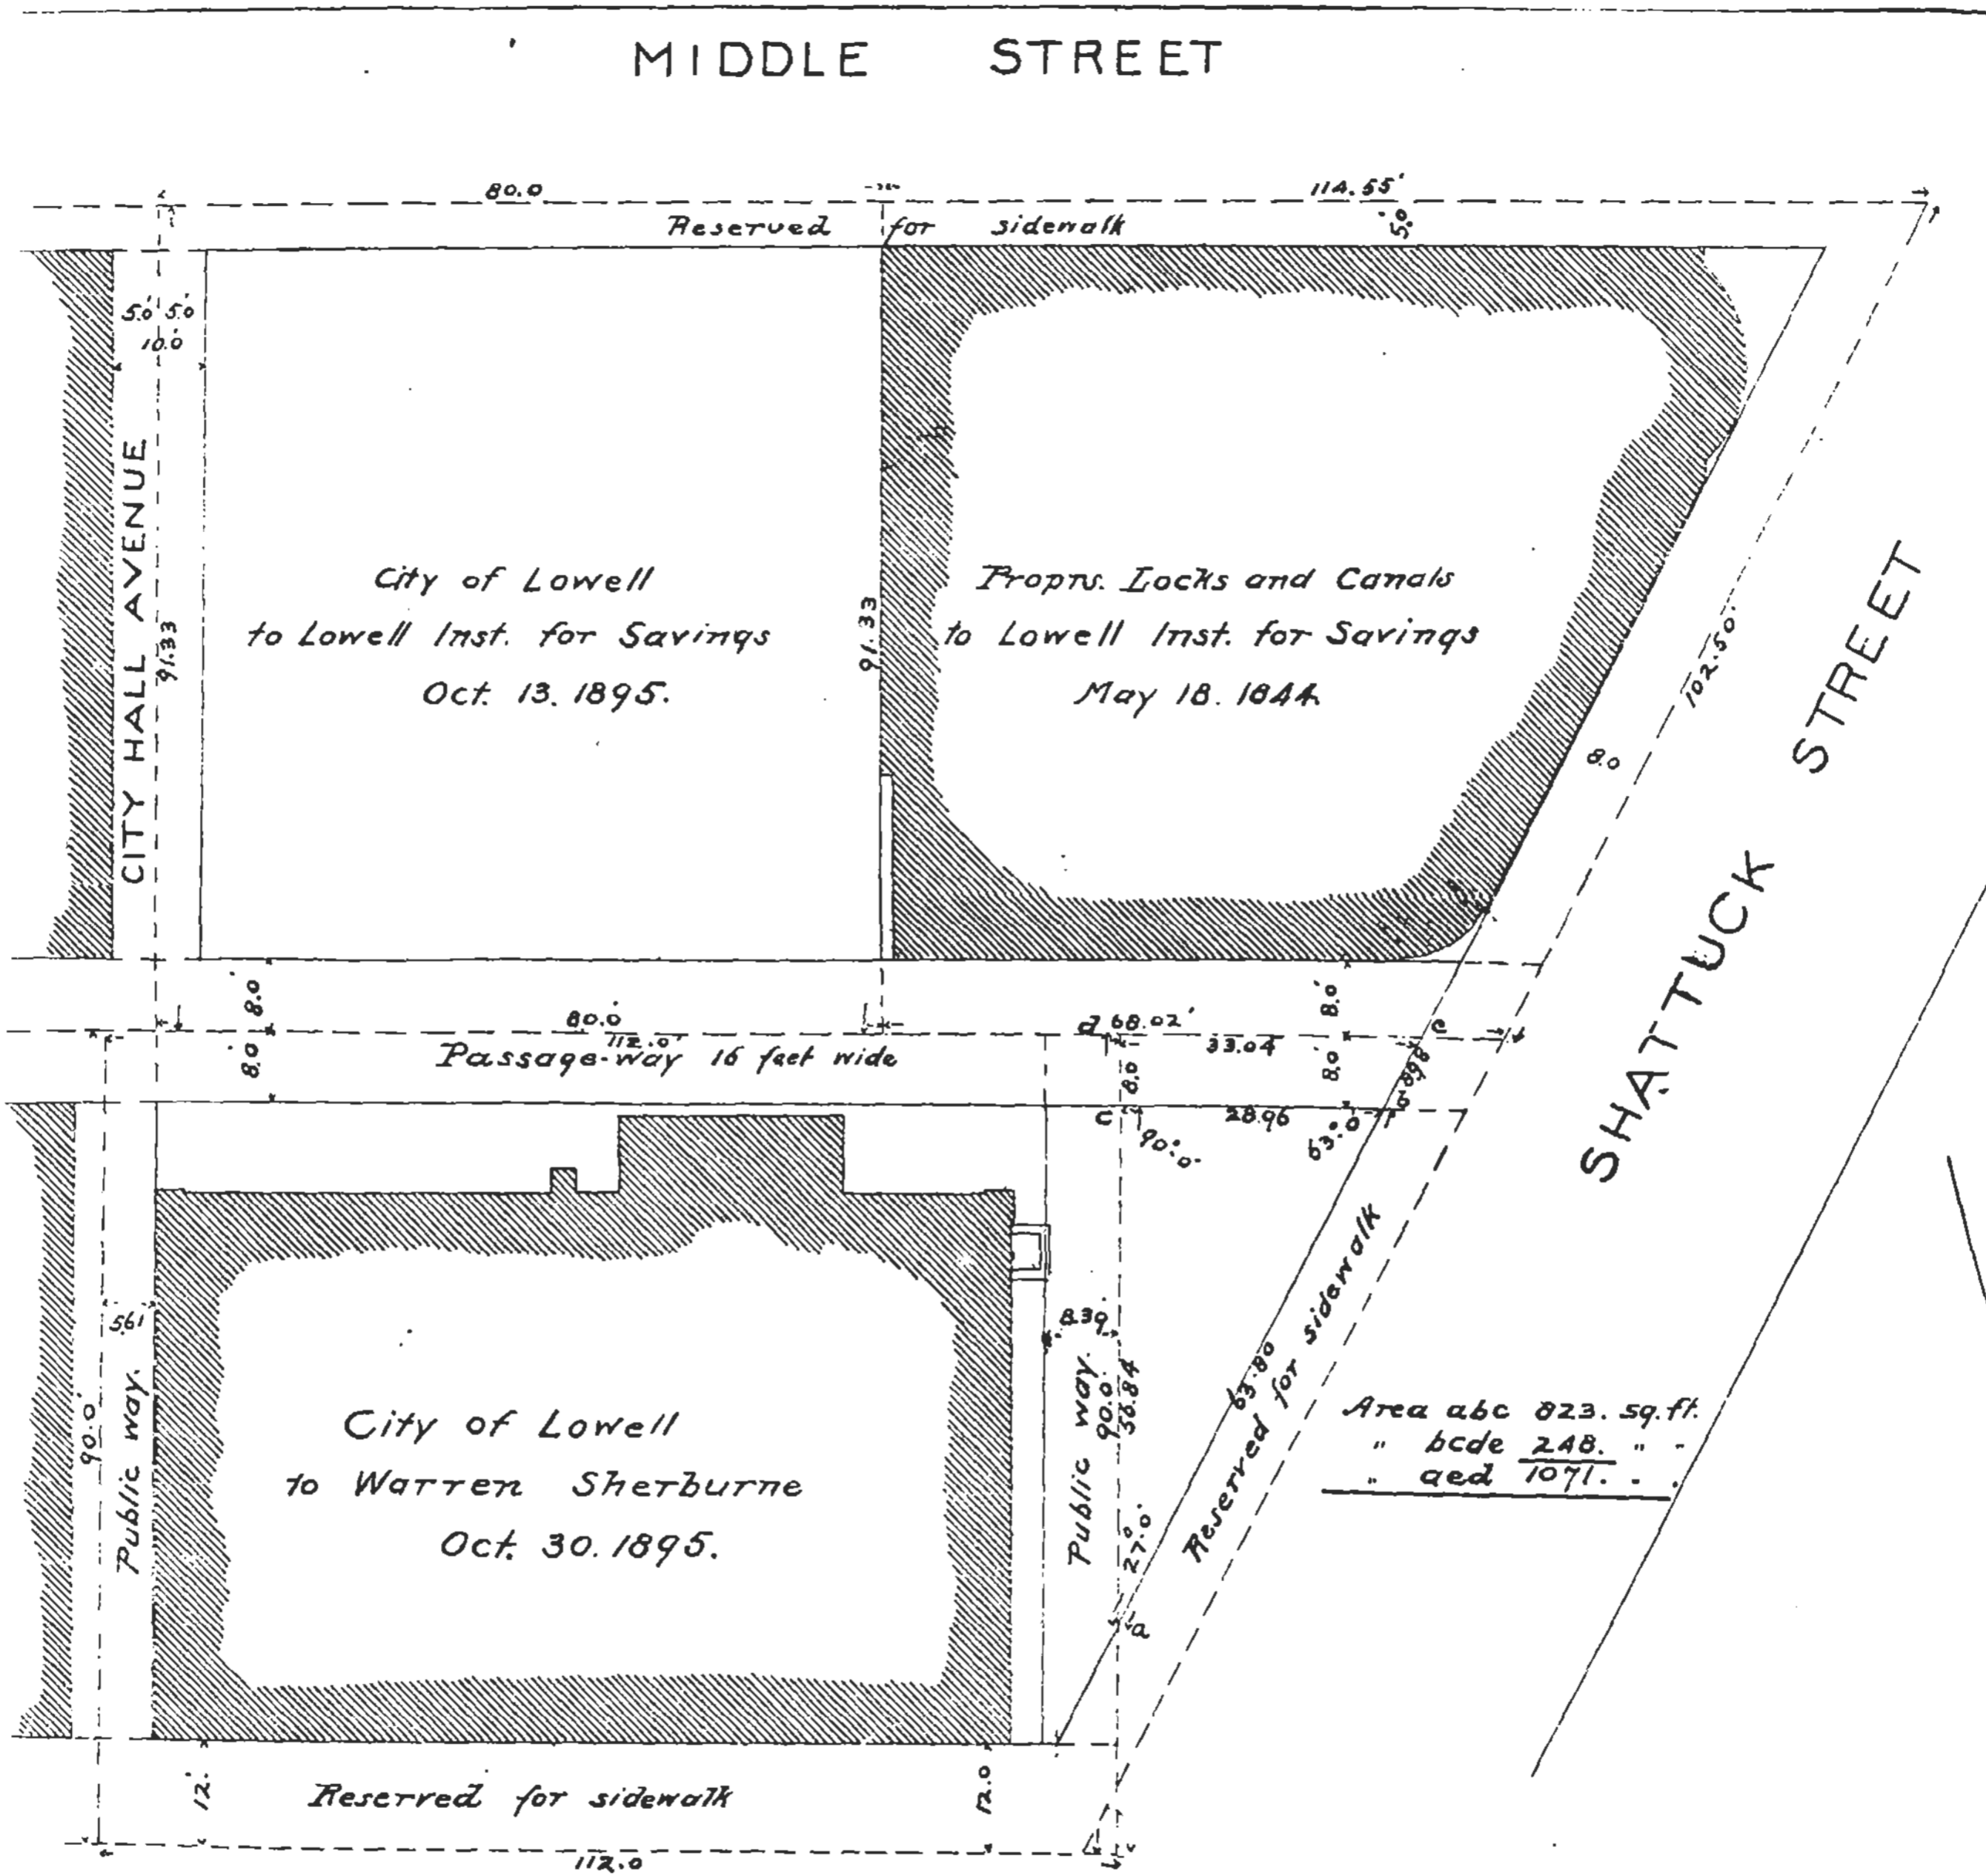 MIDDLE STREET
80.0
114.55'
Reserved for sidewalk
5.0'
5.0' 5.0'
10.0
CITY HALL AVENUE
91.33
City of Lowell
to Lowell Inst. for Savings
Oct. 13. 1895.
91.33
Proprs. Locks and Canals
to Lowell Inst. for Savings
May 18. 1844.
102.50'
8.0
SHATTUCK STREET
8.0'
8.0'
80.0'
112.0'
Passage-way 16 feet wide
d 68.02'
33.04
e
8.0'
8.0'
8.0
8.98
b
c
28.96
90°.0'
63°.0'
5.61
90.0'
Public way.
City of Lowell
to Warren Sherburne
Oct. 30. 1895.
8.39'
Public way.
90.0'
56.84
27°.0'
a
63.80
Reserved for sidewalk
Area abc 823. sq. ft.
" bcde 248. " "
" aed 1071. " "
12.'
Reserved for sidewalk
12.0
112.0